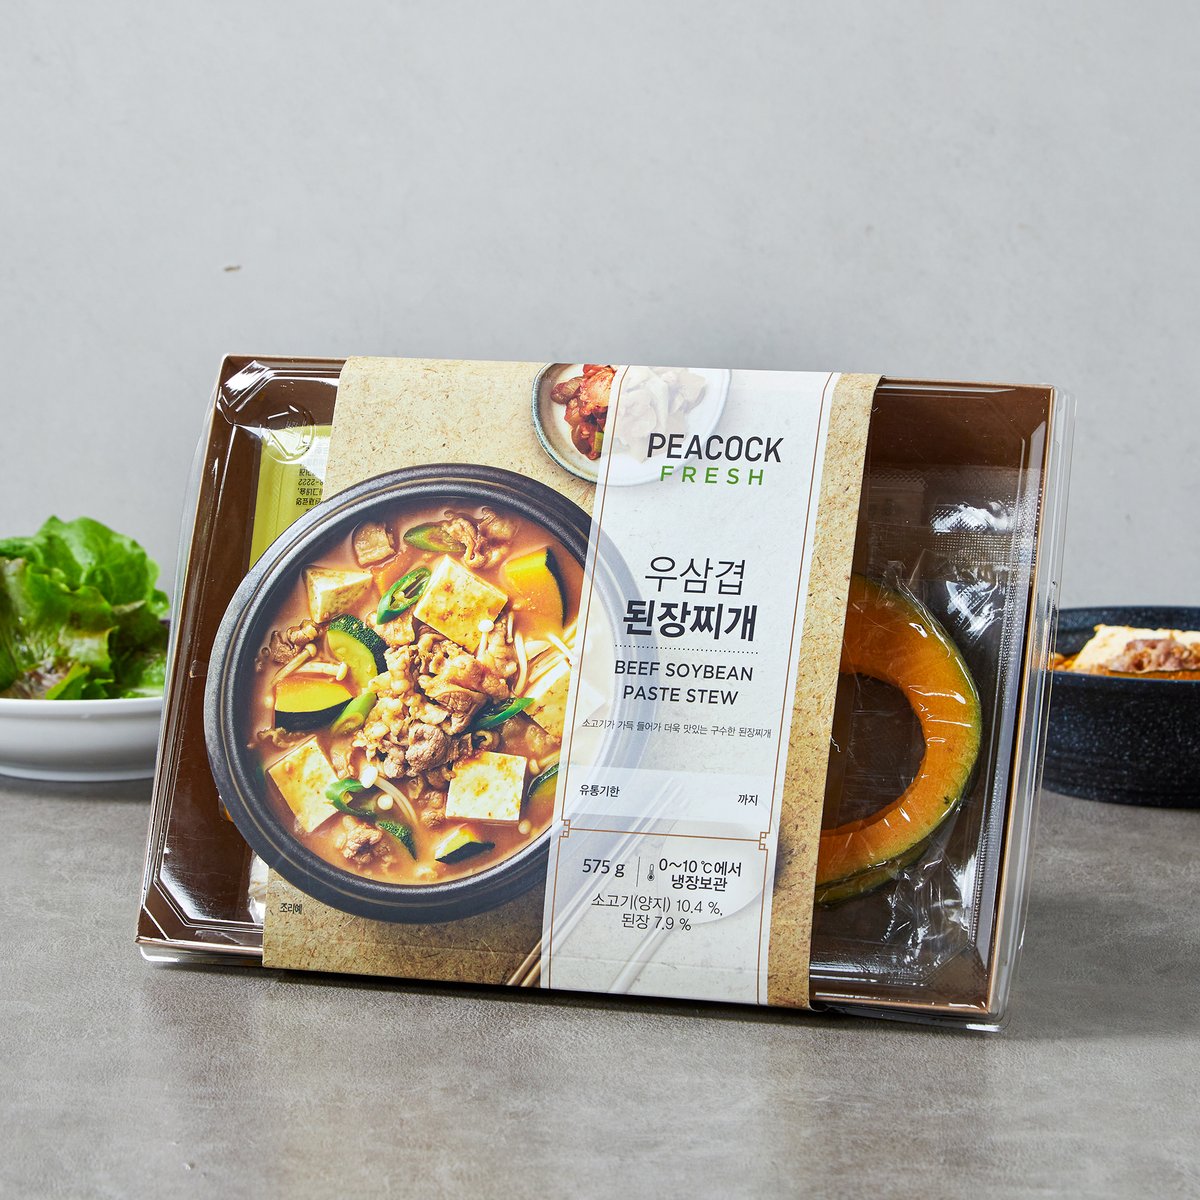 PEACOCK
FRESH
우삼겹
된장찌개
BEEF SOYBEAN
PASTE STEW
소고기가 가득 들어가 더욱 맛있는 구수한 된장찌개
유통기한 까지
575 g 0~10 ℃에서
냉장보관
소고기(양지) 10.4 %,
된장 7.9 %
조리예